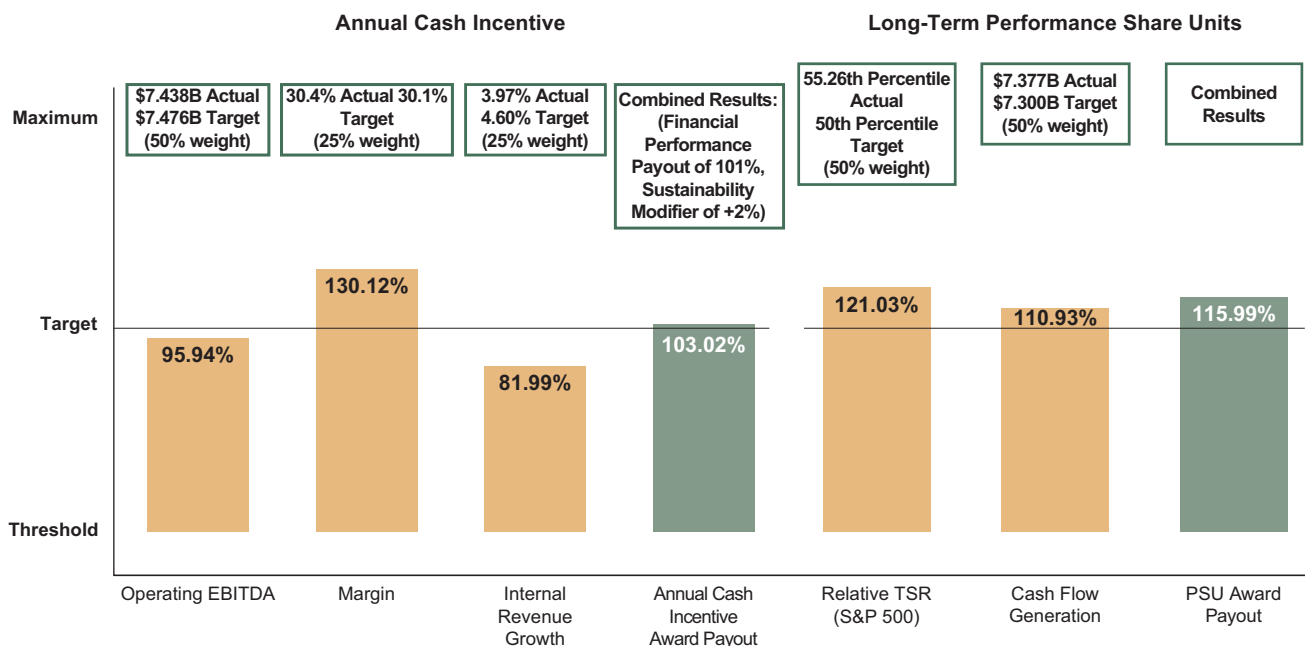 Annual Cash Incentive
Long-Term Performance Share Units
Maximum
$7.438B Actual
$7.476B Target
(50% weight)
30.4% Actual 30.1%
Target
(25% weight)
3.97% Actual
4.60% Target
(25% weight)
Combined Results:
(Financial
Performance
Payout of 101%,
Sustainability
Modifier of +2%)
55.26th Percentile
Actual
50th Percentile
Target
(50% weight)
$7.377B Actual
$7.300B Target
(50% weight)
Combined
Results
Target
95.94%
130.12%
81.99%
103.02%
121.03%
110.93%
115.99%
Threshold
Operating EBITDA
Margin
Internal
Revenue
Growth
Annual Cash
Incentive
Award Payout
Relative TSR
(S&P 500)
Cash Flow
Generation
PSU Award
Payout